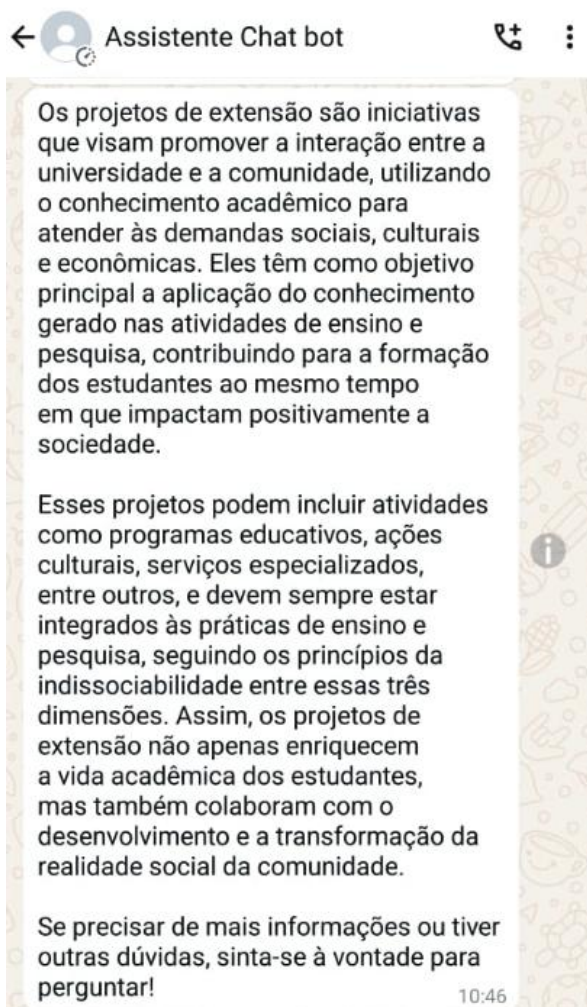 Assistente Chat bot
Os projetos de extensão são iniciativas
que visam promover a interação entre a
universidade e a comunidade, utilizando
o conhecimento acadêmico para
atender às demandas sociais, culturais
e econômicas. Eles têm como objetivo
principal a aplicação do conhecimento
gerado nas atividades de ensino e
pesquisa, contribuindo para a formação
dos estudantes ao mesmo tempo
em que impactam positivamente a
sociedade.
Esses projetos podem incluir atividades
como programas educativos, ações
culturais, serviços especializados,
entre outros, e devem sempre estar
integrados às práticas de ensino e
pesquisa, seguindo os princípios da
indissociabilidade entre essas três
dimensões. Assim, os projetos de
extensão não apenas enriquecem
a vida acadêmica dos estudantes,
mas também colaboram com o
desenvolvimento e a transformação da
realidade social da comunidade.
Se precisar de mais informações ou tiver
outras dúvidas, sinta-se à vontade para
perguntar!
10:46